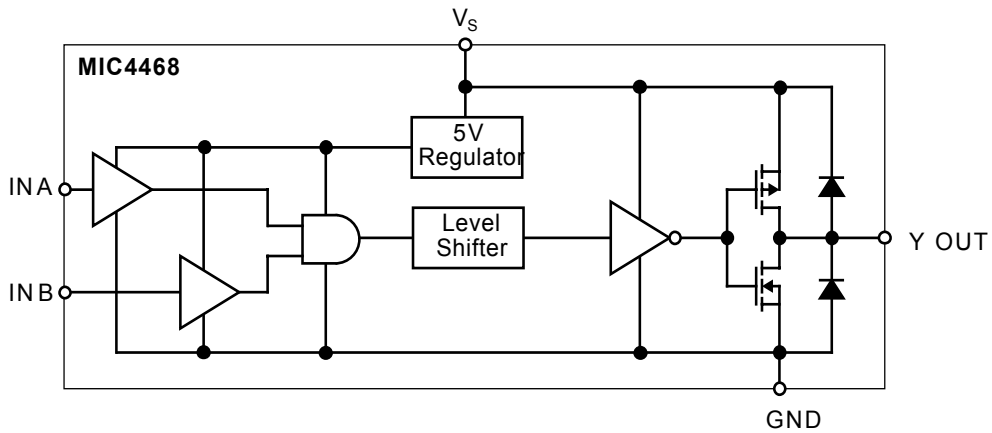 VS
MIC4468
5V
Regulator
INA
Level
Shifter
Y OUT
INB
GND